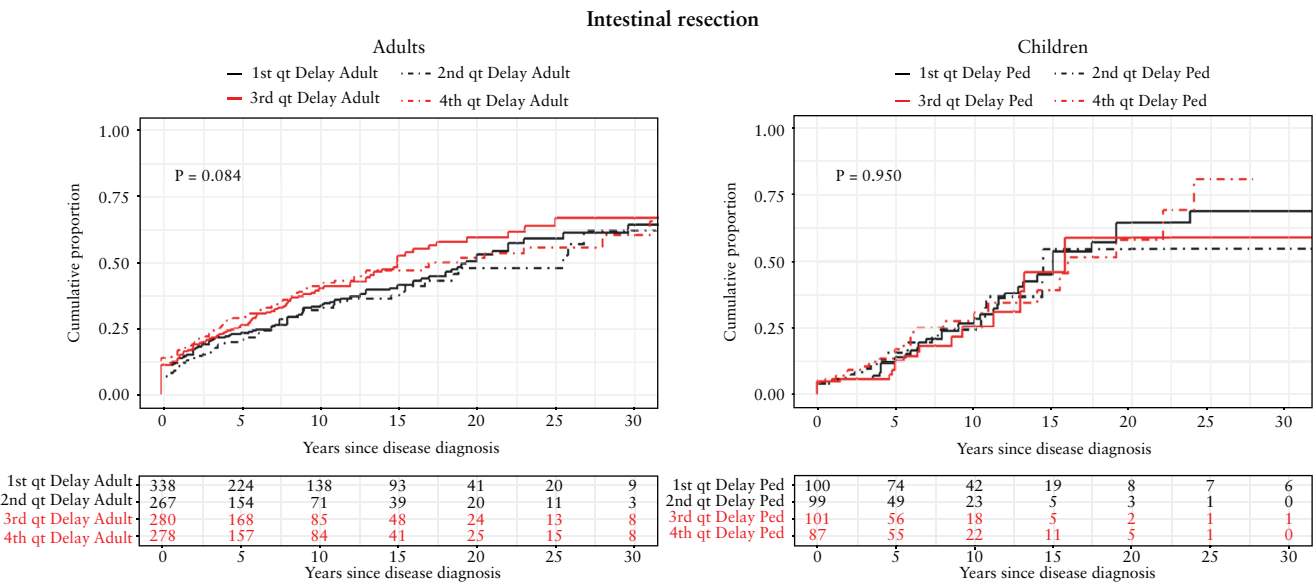 Intestinal resection
Adults
1st qt Delay Adult 2nd qt Delay Adult
3rd qt Delay Adult 4th qt Delay Adult
Cumulative proportion
1.00
0.75
0.50
0.25
0.00
P = 0.084
0 5 10 15 20 25 30
Years since disease diagnosis
1st qt Delay Adult 338 224 138 93 41 20 9
2nd qt Delay Adult 267 154 71 39 20 11 3
3rd qt Delay Adult 280 168 85 48 24 13 8
4th qt Delay Adult 278 157 84 41 25 15 8
0 5 10 15 20 25 30
Years since disease diagnosis
Children
1st qt Delay Ped 2nd qt Delay Ped
3rd qt Delay Ped 4th qt Delay Ped
Cumulative proportion
1.00
0.75
0.50
0.25
0.00
P = 0.950
0 5 10 15 20 25 30
Years since disease diagnosis
1st qt Delay Ped 100 74 42 19 8 7 6
2nd qt Delay Ped 99 49 23 5 3 1 0
3rd qt Delay Ped 101 56 18 5 2 1 1
4th qt Delay Ped 87 55 22 11 5 1 0
0 5 10 15 20 25 30
Years since disease diagnosis